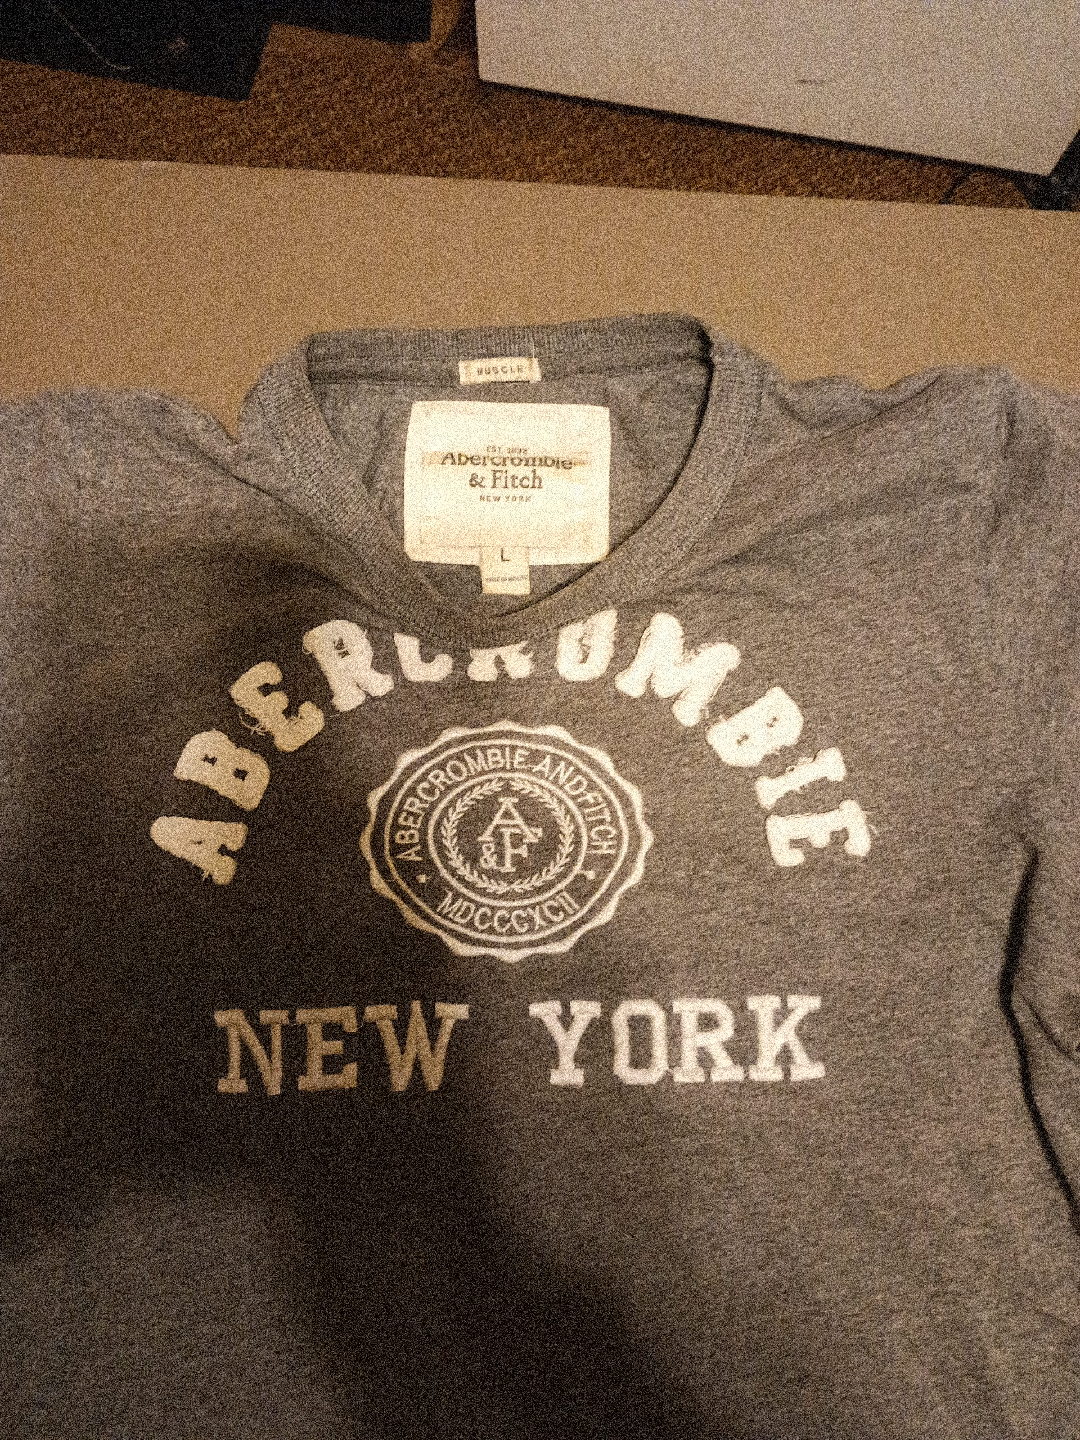 MUSCLE
EST. 1892
Abercrombie
& Fitch
NEW YORK
L
ABERCROMBIE
ABERCROMBIE AND FITCH
A
&F
MDCCCXCII
NEW YORK